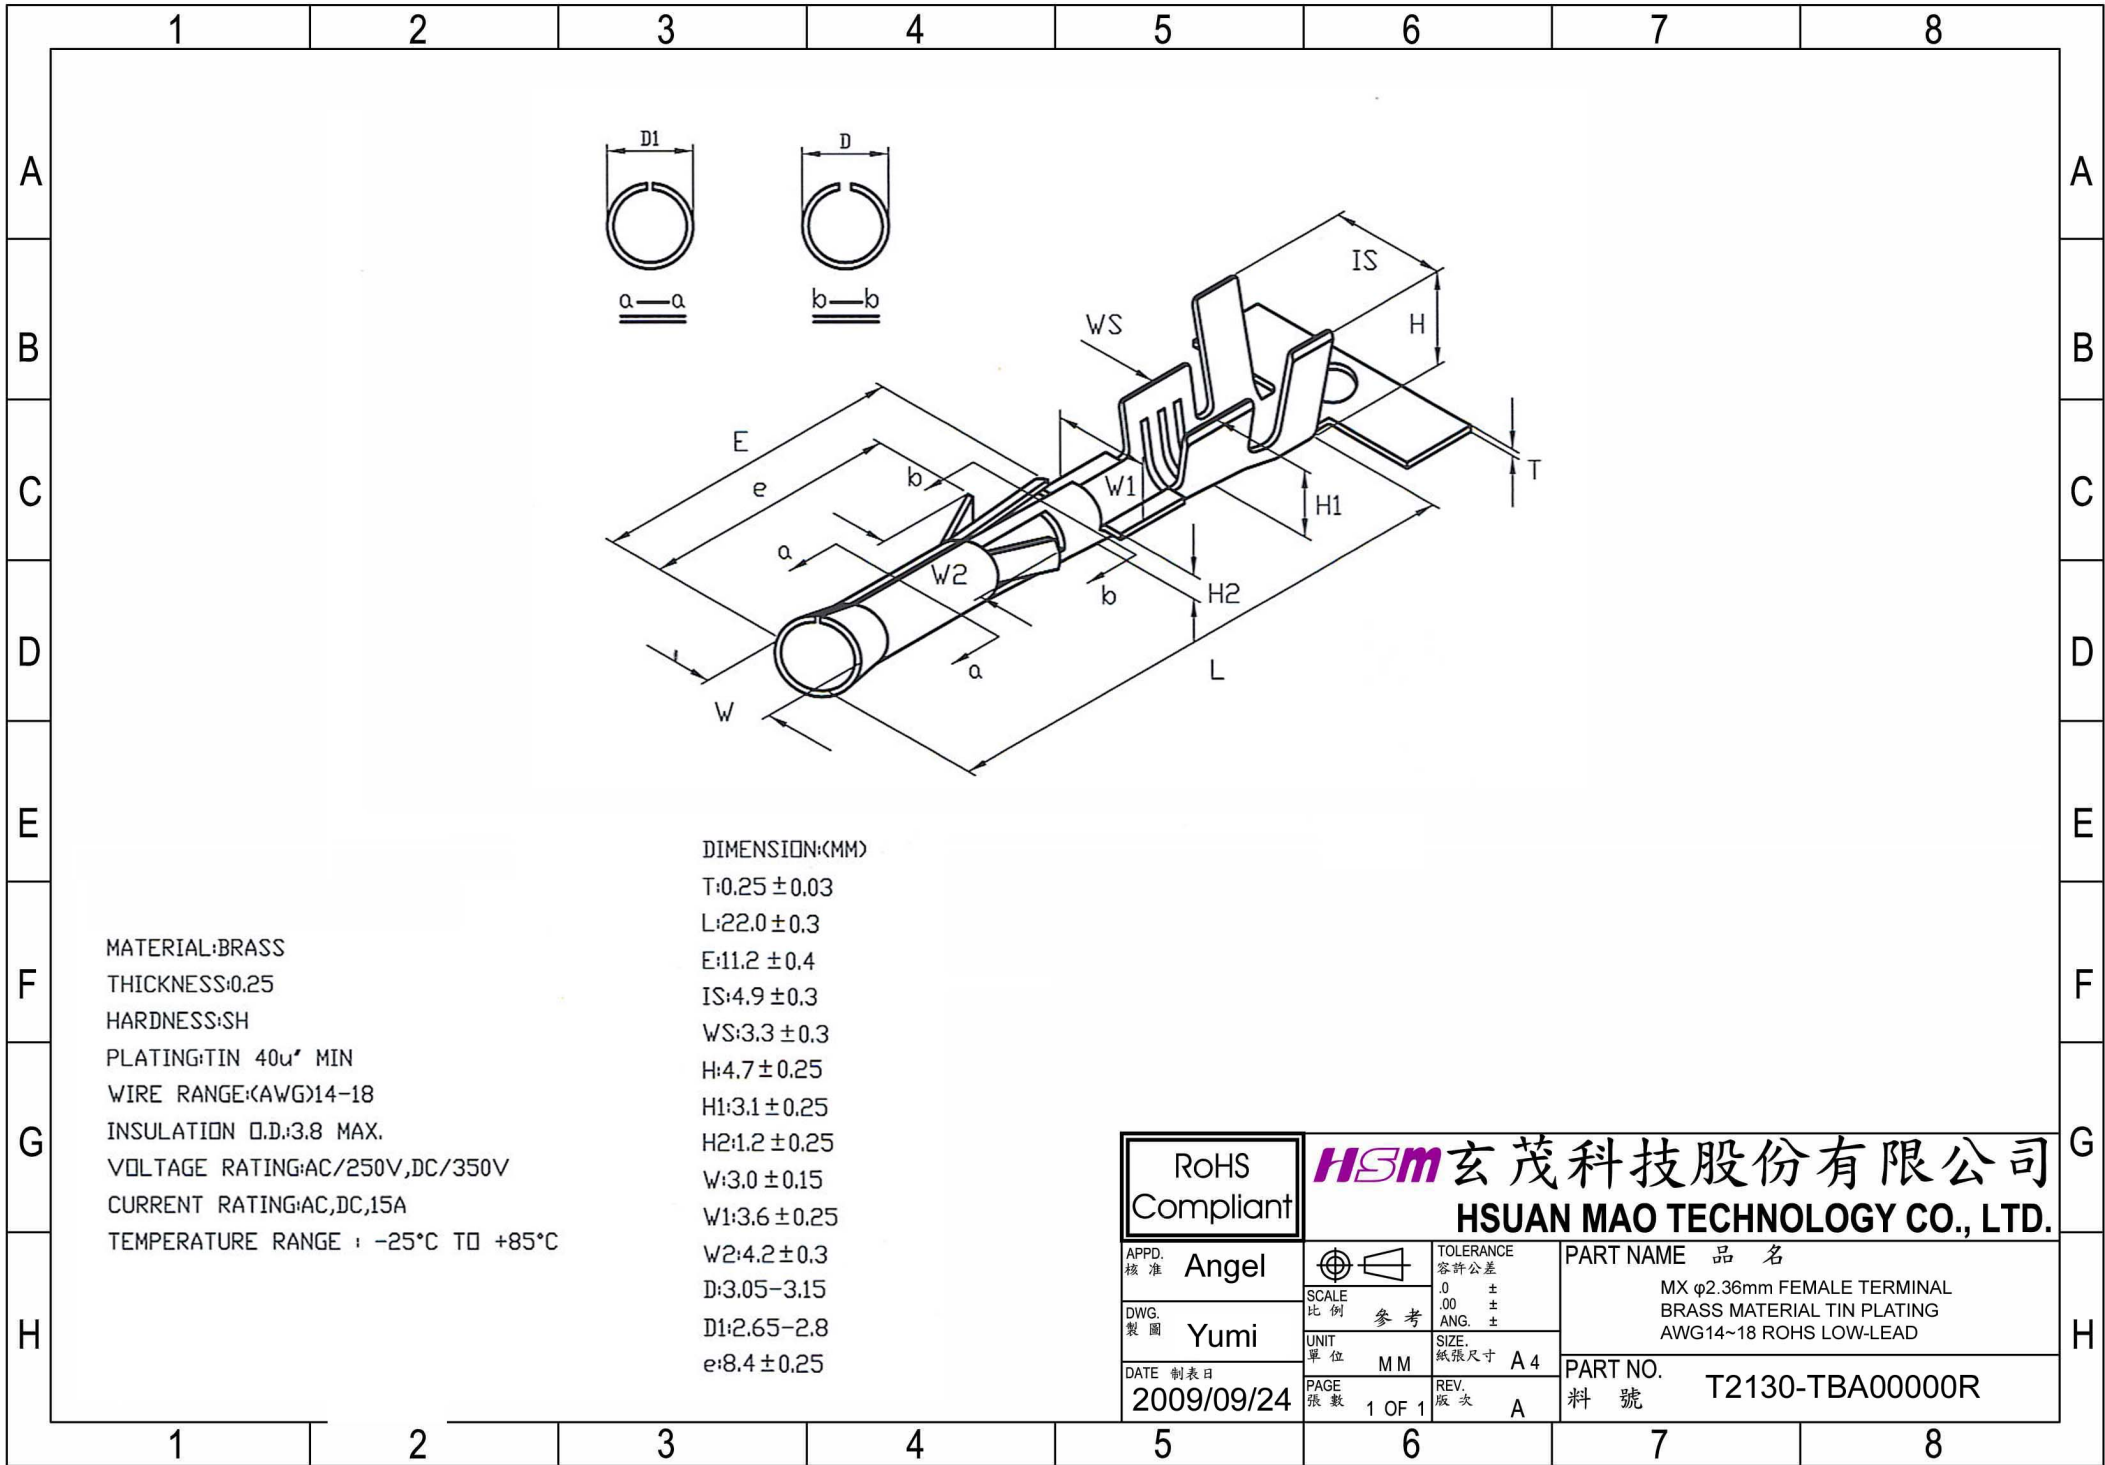 1 2 3 4 5 6 7 8
A A
B B
C C
D D
E E
F F
G G
H H
D1
D
a—a
b—b
IS
H
WS
E
e
b
W1
T
H1
a
W2
b
H2
a
L
W
DIMENSION:(MM)
T:0.25±0.03
L:22.0±0.3
E:11.2 ±0.4
IS:4.9 ±0.3
WS:3.3 ±0.3
H:4.7±0.25
H1:3.1±0.25
H2:1.2±0.25
W:3.0 ±0.15
W1:3.6±0.25
W2:4.2±0.3
D:3.05-3.15
D1:2.65-2.8
e:8.4±0.25
MATERIAL:BRASS
THICKNESS:0.25
HARDNESS:SH
PLATING:TIN 40u" MIN
WIRE RANGE:(AWG)14-18
INSULATION O.D.:3.8 MAX.
VOLTAGE RATING:AC/250V,DC/350V
CURRENT RATING:AC,DC,15A
TEMPERATURE RANGE : -25°C TO +85°C
RoHS
Compliant
HSM 玄茂科技股份有限公司
HSUAN MAO TECHNOLOGY CO., LTD.
APPD.
核 准 Angel
DWG.
製 圖 Yumi
DATE 制表日
2009/09/24
SCALE
比 例 參 考
UNIT
單 位 MM
PAGE
張 數 1 OF 1
TOLERANCE
容許公差
.0 ±
.00 ±
ANG. ±
SIZE.
紙張尺寸 A4
REV.
版 次 A
PART NAME 品 名
MX φ2.36mm FEMALE TERMINAL
BRASS MATERIAL TIN PLATING
AWG14~18 ROHS LOW-LEAD
PART NO.
料 號 T2130-TBA00000R
1 2 3 4 5 6 7 8